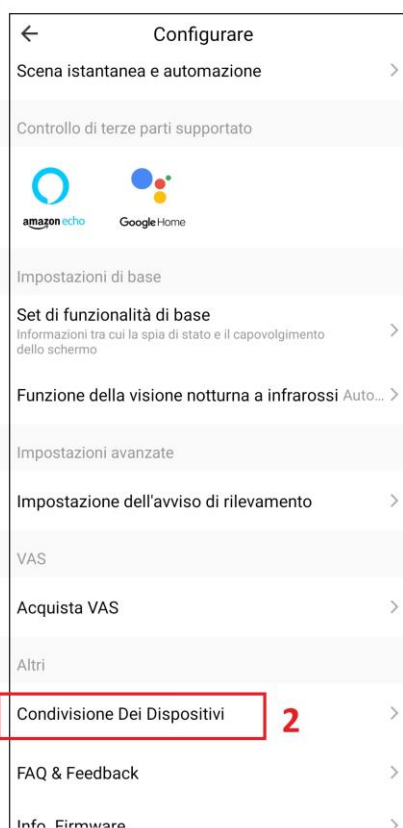 Configurare
Scena istantanea e automazione
Controllo di terze parti supportato
amazon echo
Google Home
Impostazioni di base
Set di funzionalità di base
Informazioni tra cui la spia di stato e il capovolgimento
dello schermo
Funzione della visione notturna a infrarossi Auto...
Impostazioni avanzate
Impostazione dell'avviso di rilevamento
VAS
Acquista VAS
Altri
Condivisione Dei Dispositivi 2
FAQ & Feedback
Info. Firmware